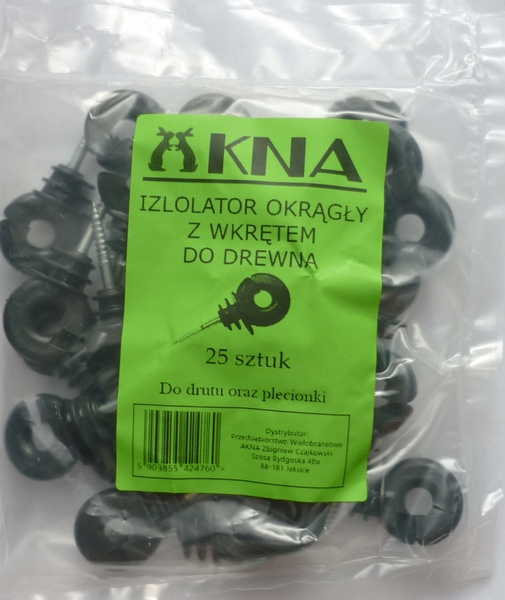 AKNA
IZLOLATOR OKRĄGŁY
Z WKRĘTEM
DO DREWNA
25 sztuk
Do drutu oraz plecionki
Dystrybutor:
Przedsiębiorstwo Wielobranżowe
AKNA Zbigniew Czajkowski
Szosa Bydgoska 40a
86-181 Jaksice
5 903855 424760>